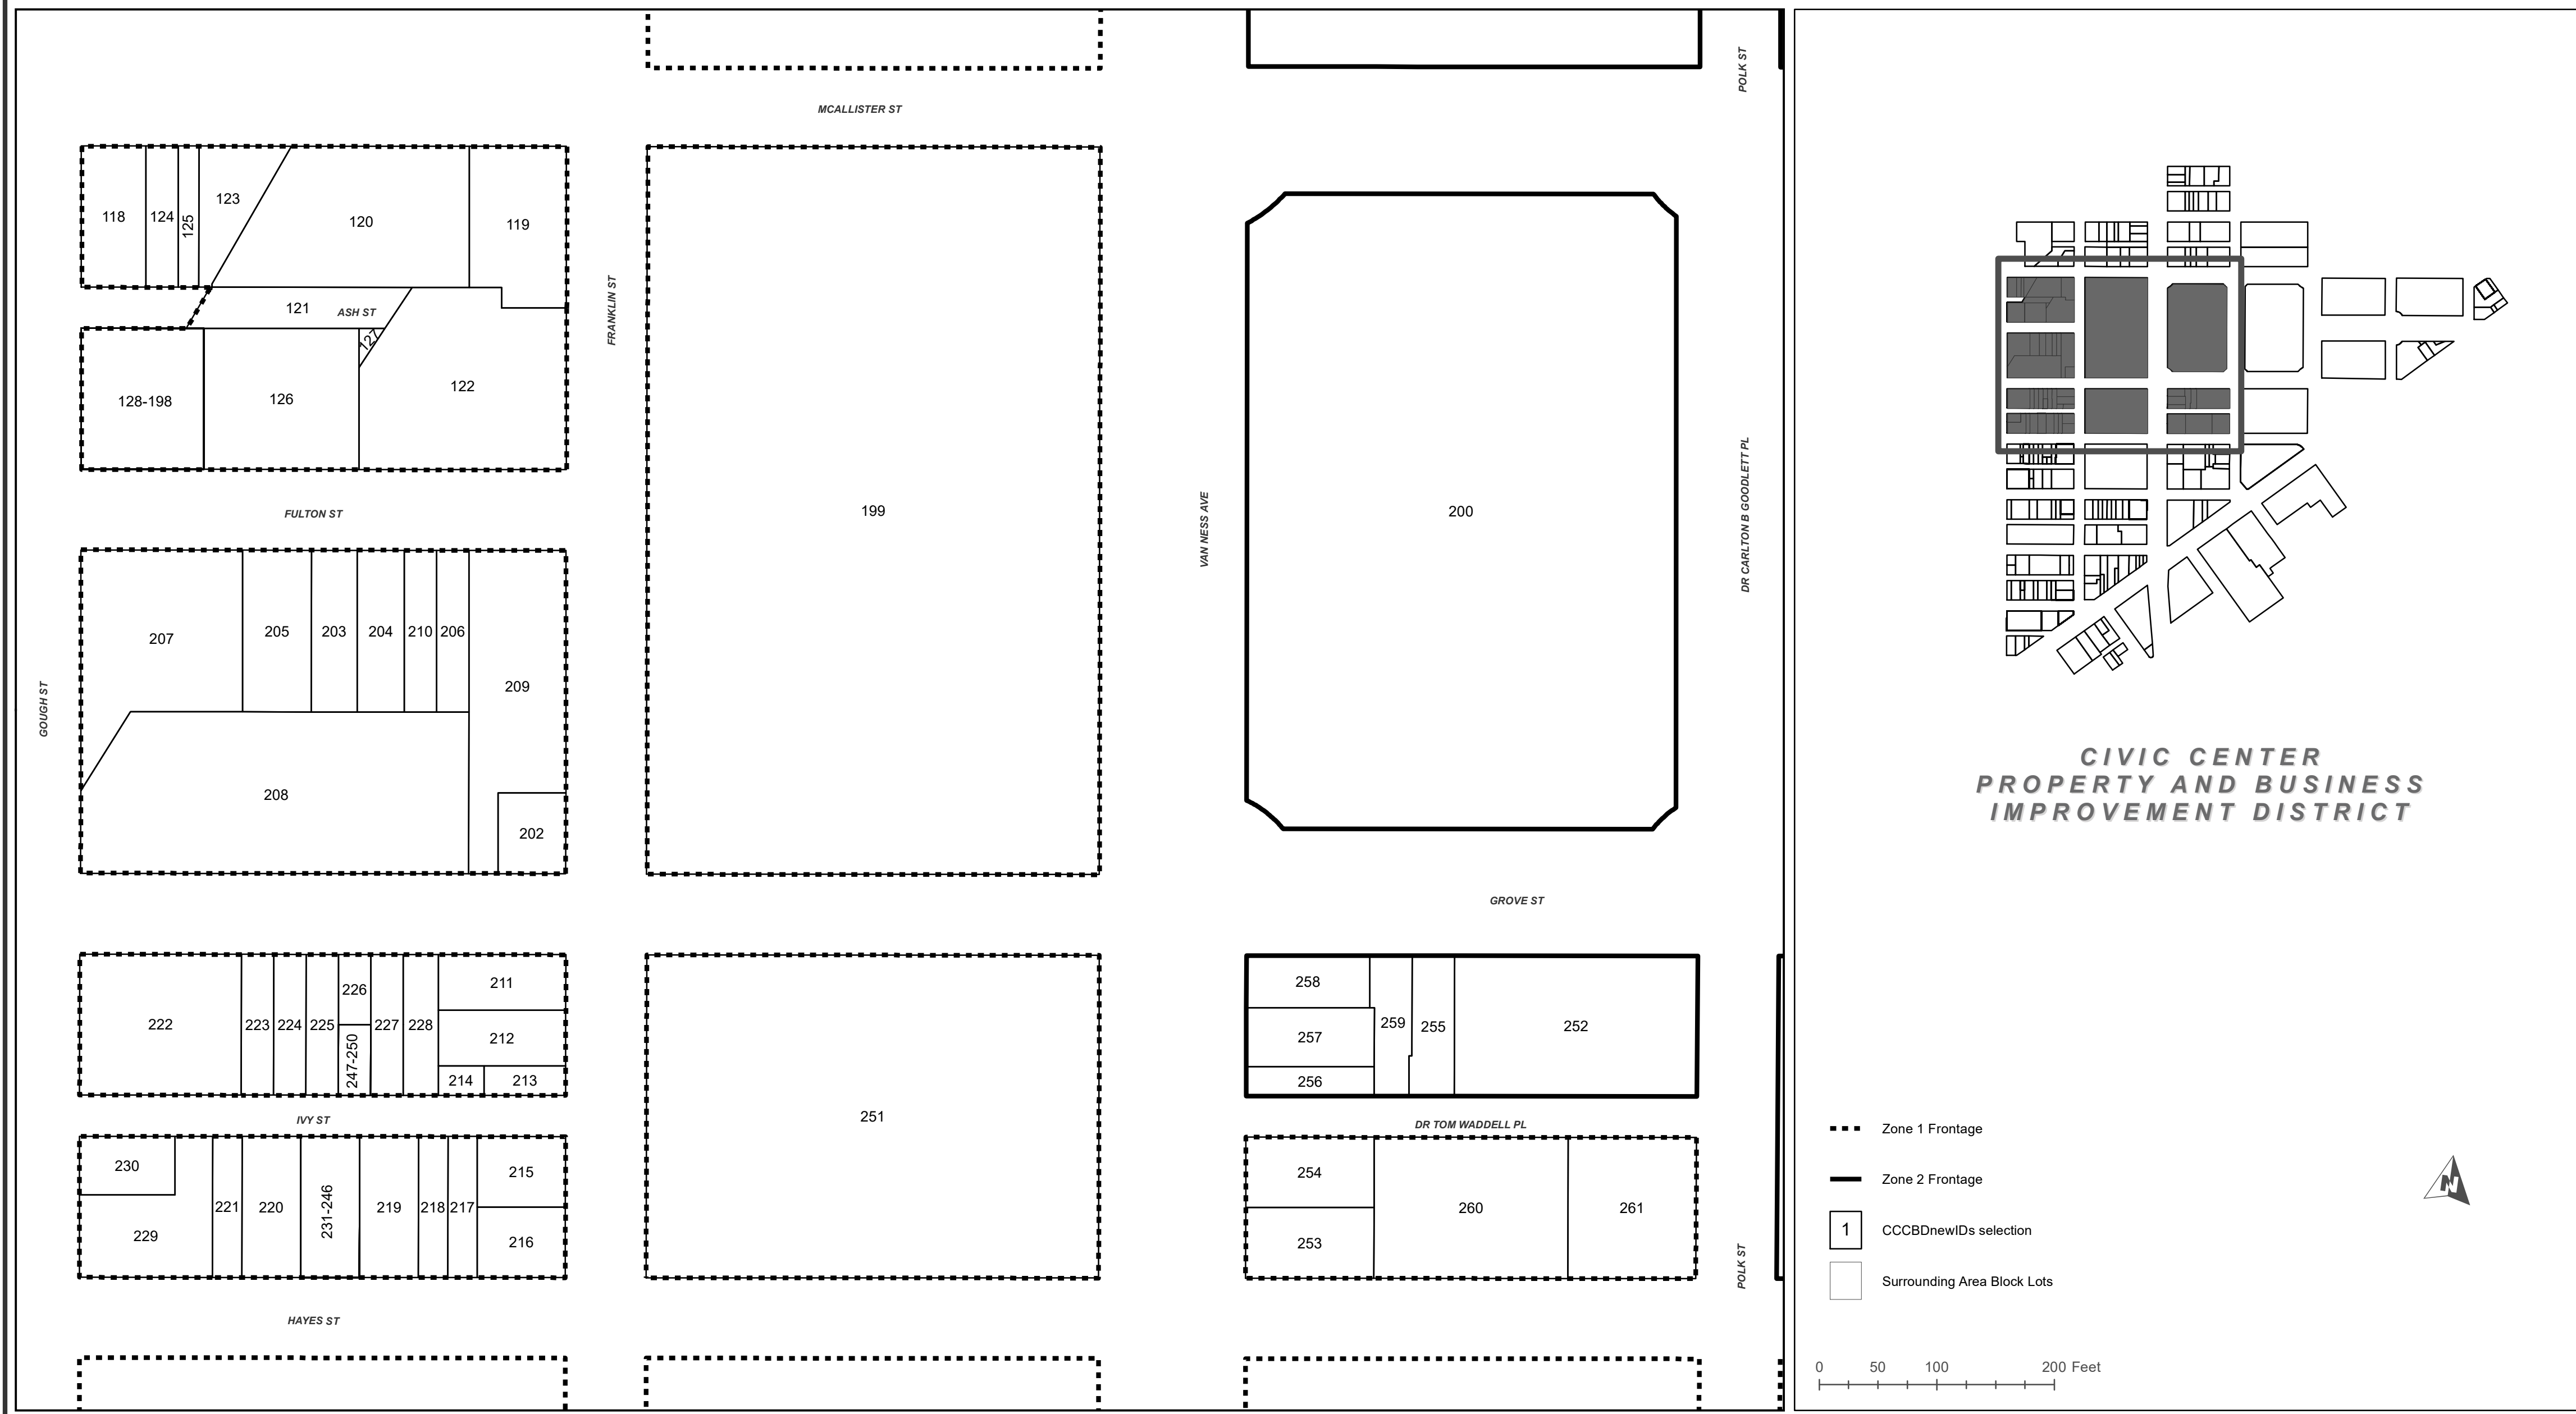 POLK ST
MCALLISTER ST
118
124
125
123
120
119
121
ASH ST
127
128-198
126
122
FRANKLIN ST
FULTON ST
199
VAN NESS AVE
200
DR CARLTON B GOODLETT PL
GOUGH ST
207
205
203
204
210
206
209
208
202
GROVE ST
222
223
224
225
226
247-250
227
228
211
212
214
213
251
258
257
256
259
255
252
IVY ST
DR TOM WADDELL PL
230
229
221
220
231-246
219
218
217
215
216
254
253
260
261
POLK ST
HAYES ST
CIVIC CENTER
PROPERTY AND BUSINESS
IMPROVEMENT DISTRICT
Zone 1 Frontage
Zone 2 Frontage
1 CCCBDnewIDs selection
Surrounding Area Block Lots
N
0 50 100 200 Feet